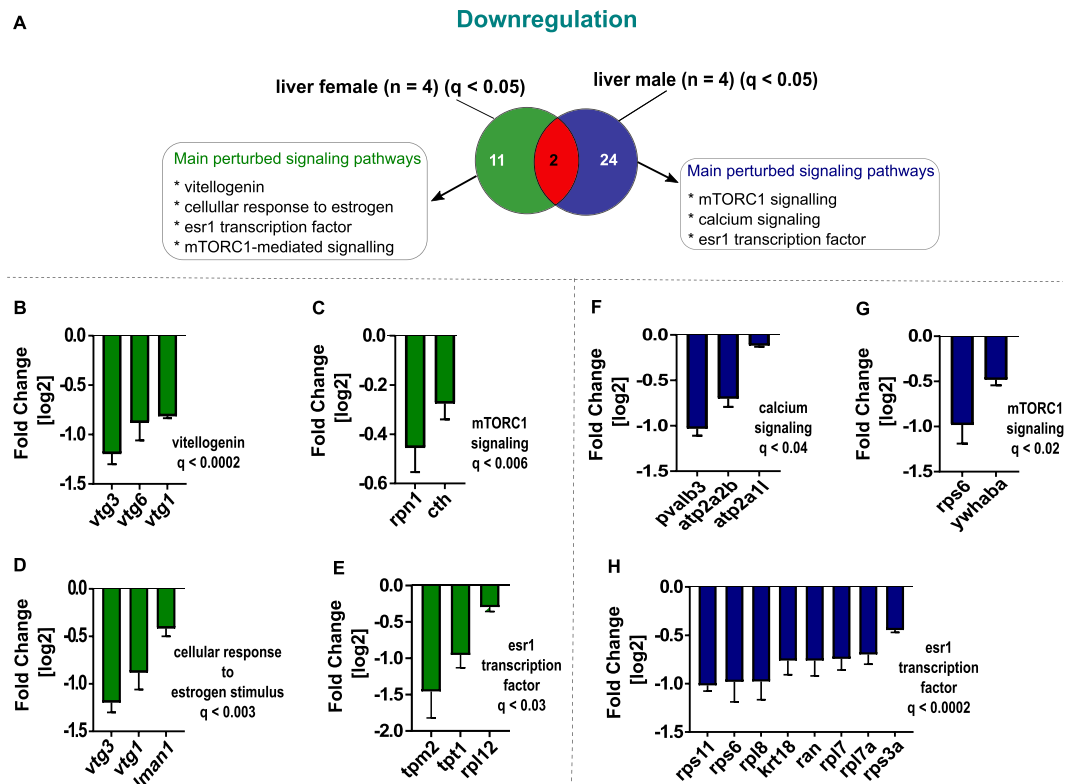 Downregulation
A
liver female (n = 4) (q < 0.05)
liver male (n = 4) (q < 0.05)
11
2
24
Main perturbed signaling pathways
* vitellogenin
* cellullar response to estrogen
* esr1 transcription factor
* mTORC1-mediated signalling
Main perturbed signaling pathways
* mTORC1 signalling
* calcium signaling
* esr1 transcription factor
B
Fold Change
[log2]
0.0
-0.5
-1.0
-1.5
vitellogenin
q < 0.0002
vtg3
vtg6
vtg1
C
Fold Change
[log2]
0.0
-0.2
-0.4
-0.6
mTORC1
signaling
q < 0.006
rpn1
cth
F
Fold Change
[log2]
0.0
-0.5
-1.0
-1.5
calcium
signaling
q < 0.04
pvalb3
atp2a2b
atp2a1l
G
Fold Change
[log2]
0.0
-0.5
-1.0
-1.5
mTORC1
signaling
q < 0.02
rps6
ywhaba
D
Fold Change
[log2]
0.0
-0.5
-1.0
-1.5
cellular response
to
estrogen stimulus
q < 0.003
vtg3
vtg1
lman1
E
Fold Change
[log2]
0.0
-0.5
-1.0
-1.5
-2.0
esr1
transcription
factor
q < 0.03
tpm2
tpt1
rpl12
H
Fold Change
[log2]
0.0
-0.5
-1.0
-1.5
esr1
transcription
factor
q < 0.0002
rps11
rps6
rpl8
krt18
ran
rpl7
rpl7a
rps3a